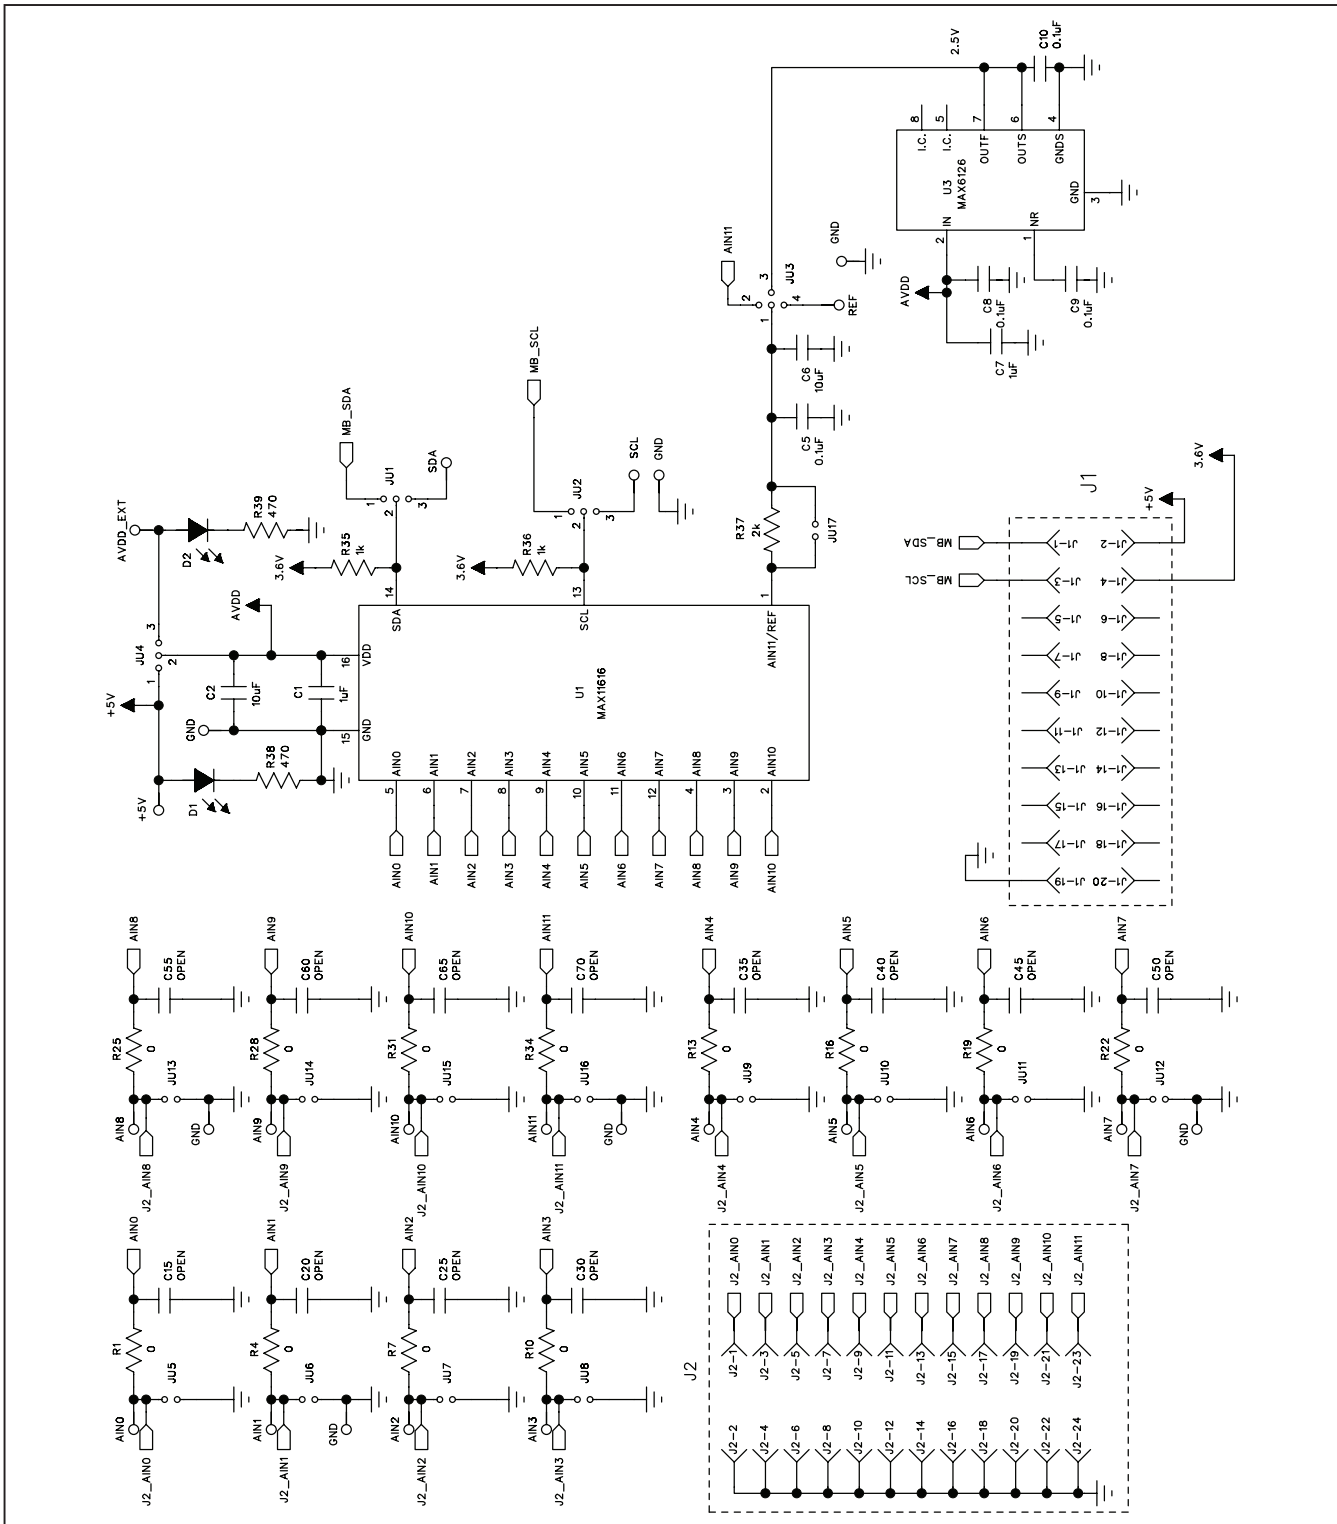 AVDD_EXT
D2
R39
470
3
JU4
2
1
+5V
+5V
D1
R38
470
GND
C2
10uF
C1
1uF
AVDD
16
VDD
15
GND
3.6V
R35
1k
14
SDA
JU1
1
2
3
MB_SDA
SDA
3.6V
R36
1k
13
SCL
JU2
1
2
3
MB_SCL
SCL
GND
U1
MAX11616
1
AIN11/REF
R37
2k
JU17
C5
0.1uF
C6
10uF
JU3
1
2
3
4
AIN11
REF
GND
2.5V
C10
0.1uF
8
I.C.
5
I.C.
7
OUTF
6
OUTS
4
GNDS
U3
MAX6126
IN
2
NR
1
GND
3
AVDD
C8
0.1uF
C9
0.1uF
C7
1uF
5
AIN0
AIN0
6
AIN1
AIN1
7
AIN2
AIN2
8
AIN3
AIN3
9
AIN4
AIN4
10
AIN5
AIN5
11
AIN6
AIN6
12
AIN7
AIN7
4
AIN8
AIN8
3
AIN9
AIN9
2
AIN10
AIN10
J1
+5V
3.6V
MB_SDA
MB_SCL
J1-1
J1-2
J1-3
J1-4
J1-5
J1-6
J1-7
J1-8
J1-9
J1-10
J1-11
J1-12
J1-13
J1-14
J1-15
J1-16
J1-17
J1-18
J1-19
J1-20
AIN8
C55
OPEN
R25
0
JU13
AIN8
GND
J2_AIN8
AIN9
C60
OPEN
R28
0
JU14
AIN9
J2_AIN9
AIN10
C65
OPEN
R31
0
JU15
AIN10
J2_AIN10
AIN11
C70
OPEN
R34
0
JU16
AIN11
GND
J2_AIN11
AIN4
C35
OPEN
R13
0
JU9
AIN4
J2_AIN4
AIN5
C40
OPEN
R16
0
JU10
AIN5
J2_AIN5
AIN6
C45
OPEN
R19
0
JU11
AIN6
J2_AIN6
AIN7
C50
OPEN
R22
0
JU12
AIN7
GND
J2_AIN7
AIN0
C15
OPEN
R1
0
JU5
AIN0
J2_AIN0
AIN1
C20
OPEN
R4
0
JU6
AIN1
GND
J2_AIN1
AIN2
C25
OPEN
R7
0
JU7
AIN2
J2_AIN2
AIN3
C30
OPEN
R10
0
JU8
AIN3
J2_AIN3
J2
J2_AIN0
J2-1
J2-2
J2_AIN1
J2-3
J2-4
J2_AIN2
J2-5
J2-6
J2_AIN3
J2-7
J2-8
J2_AIN4
J2-9
J2-10
J2_AIN5
J2-11
J2-12
J2_AIN6
J2-13
J2-14
J2_AIN7
J2-15
J2-16
J2_AIN8
J2-17
J2-18
J2_AIN9
J2-19
J2-20
J2_AIN10
J2-21
J2-22
J2_AIN11
J2-23
J2-24